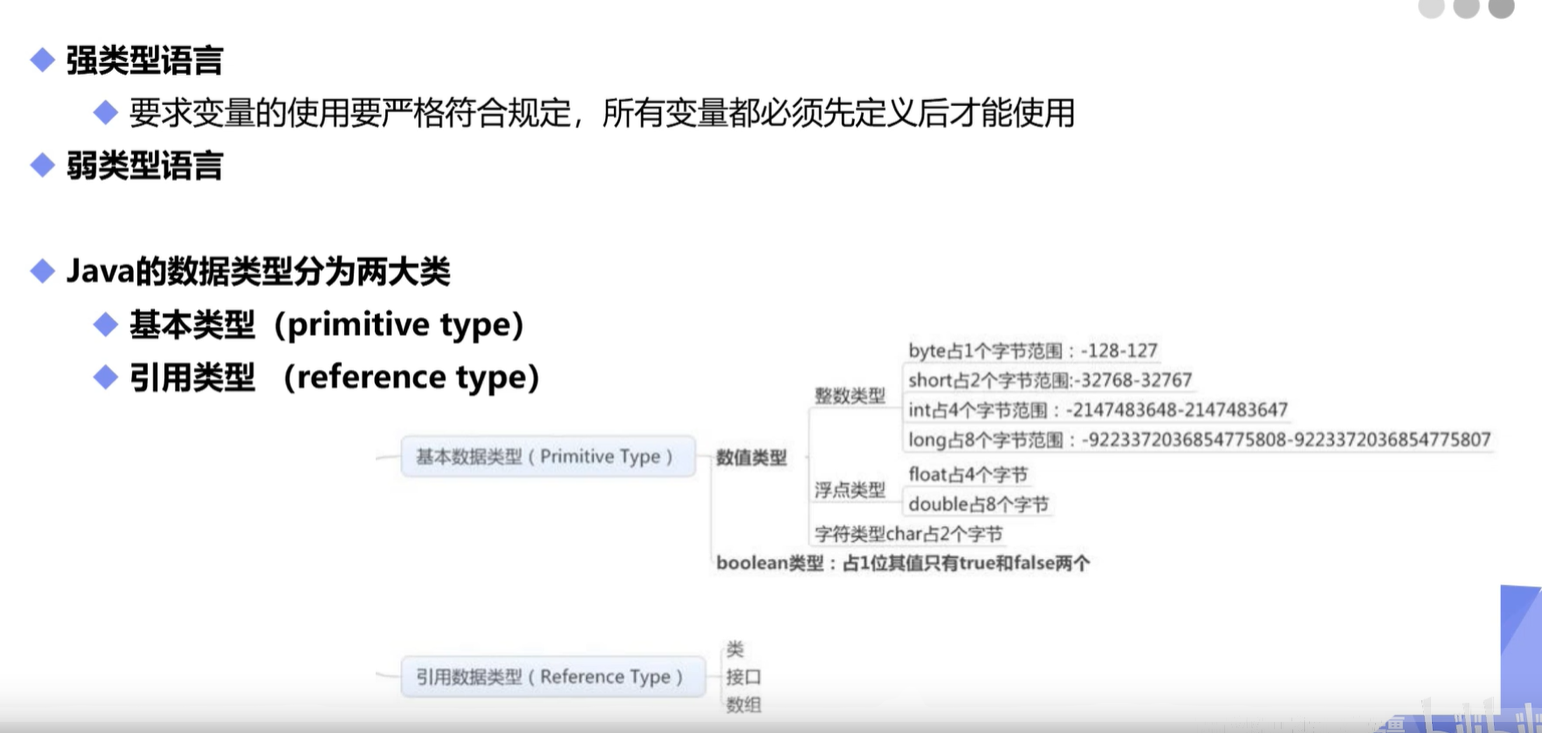 强类型语言
要求变量的使用要严格符合规定，所有变量都必须先定义后才能使用
弱类型语言
Java的数据类型分为两大类
基本类型（primitive type）
引用类型 （reference type）
基本数据类型 ( Primitive Type )
数值类型
整数类型
byte占1个字节范围：-128-127
short占2个字节范围:-32768-32767
int占4个字节范围：-2147483648-2147483647
long占8个字节范围：-9223372036854775808-9223372036854775807
浮点类型
float占4个字节
double占8个字节
字符类型char占2个字节
boolean类型：占1位其值只有true和false两个
引用数据类型 ( Reference Type )
类
接口
数组